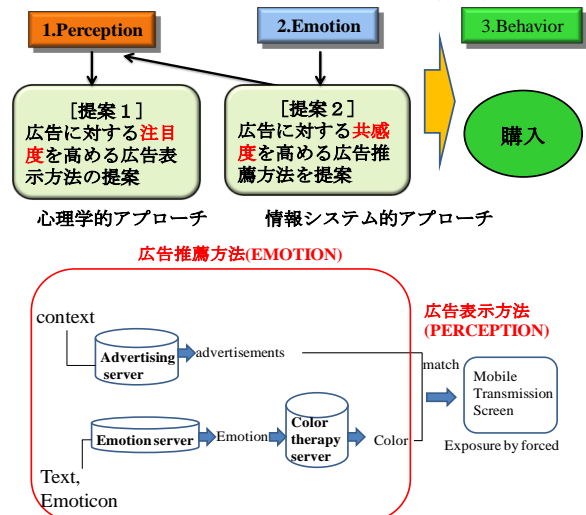 1.Perception
2.Emotion
3.Behavior
［提案１］
広告に対する注目
度を高める広告表
示方法の提案
［提案２］
広告に対する共感
度を高める広告推
薦方法を提案
購入
心理学的アプローチ
情報システム的アプローチ
広告推薦方法(EMOTION)
広告表示方法
(PERCEPTION)
context
Advertising
server
advertisements
match
Mobile
Transmission
Screen
Exposure by forced
Emotion server
Emotion
Color
therapy
server
Color
Text,
Emoticon